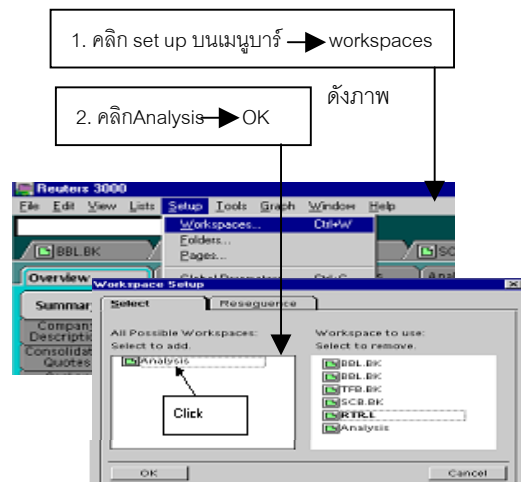 1. คลิก set up บนเมนูบาร์ workspaces
ดังภาพ
2. คลิกAnalysis OK
Reuters 3000
File Edit View Lists Setup Tools Graph Window Help
Workspaces... Ctrl+W
Folders...
Pages...
BBL.BK
Overview
Workspace Setup
Select Resequence
Summar
Company
Descriptic
Consolidat
Quotes
All Possible Workspaces:
Select to add.
Analysis
Click
Workspace to use:
Select to remove.
BBL.BK
BBL.BK
TFB.BK
SCB.BK
RTR.L
Analysis
OK Cancel